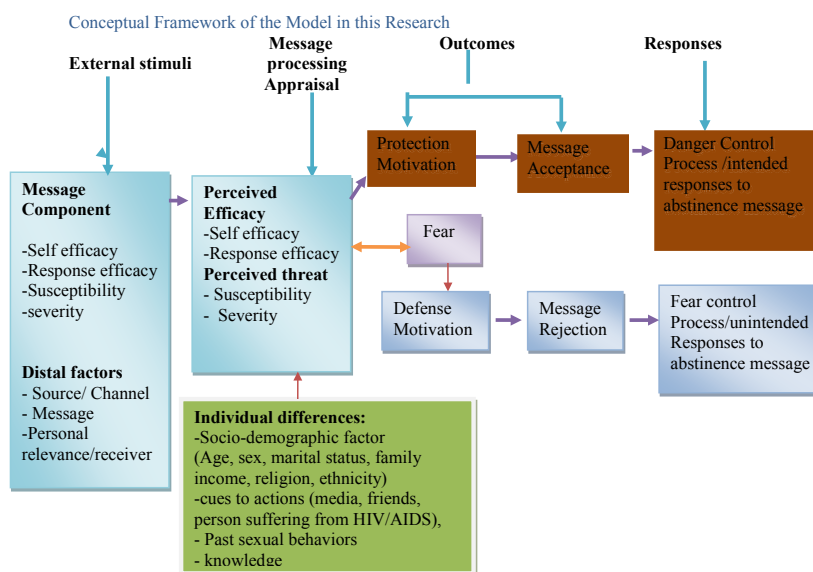 Conceptual Framework of the Model in this Research
External stimuli
Message
processing
Appraisal
Outcomes
Responses
Message
Component
-Self efficacy
-Response efficacy
-Susceptibility
-severity
Distal factors
- Source/ Channel
- Message
-Personal
relevance/receiver
Perceived
Efficacy
-Self efficacy
-Response efficacy
Perceived threat
- Susceptibility
- Severity
Protection
Motivation
Message
Acceptance
Danger Control
Process /intended
responses to
abstinence message
Fear
Defense
Motivation
Message
Rejection
Fear control
Process/unintended
Responses to
abstinence message
Individual differences:
-Socio-demographic factor
(Age, sex, marital status, family
income, religion, ethnicity)
-cues to actions (media, friends,
person suffering from HIV/AIDS),
- Past sexual behaviors
- knowledge